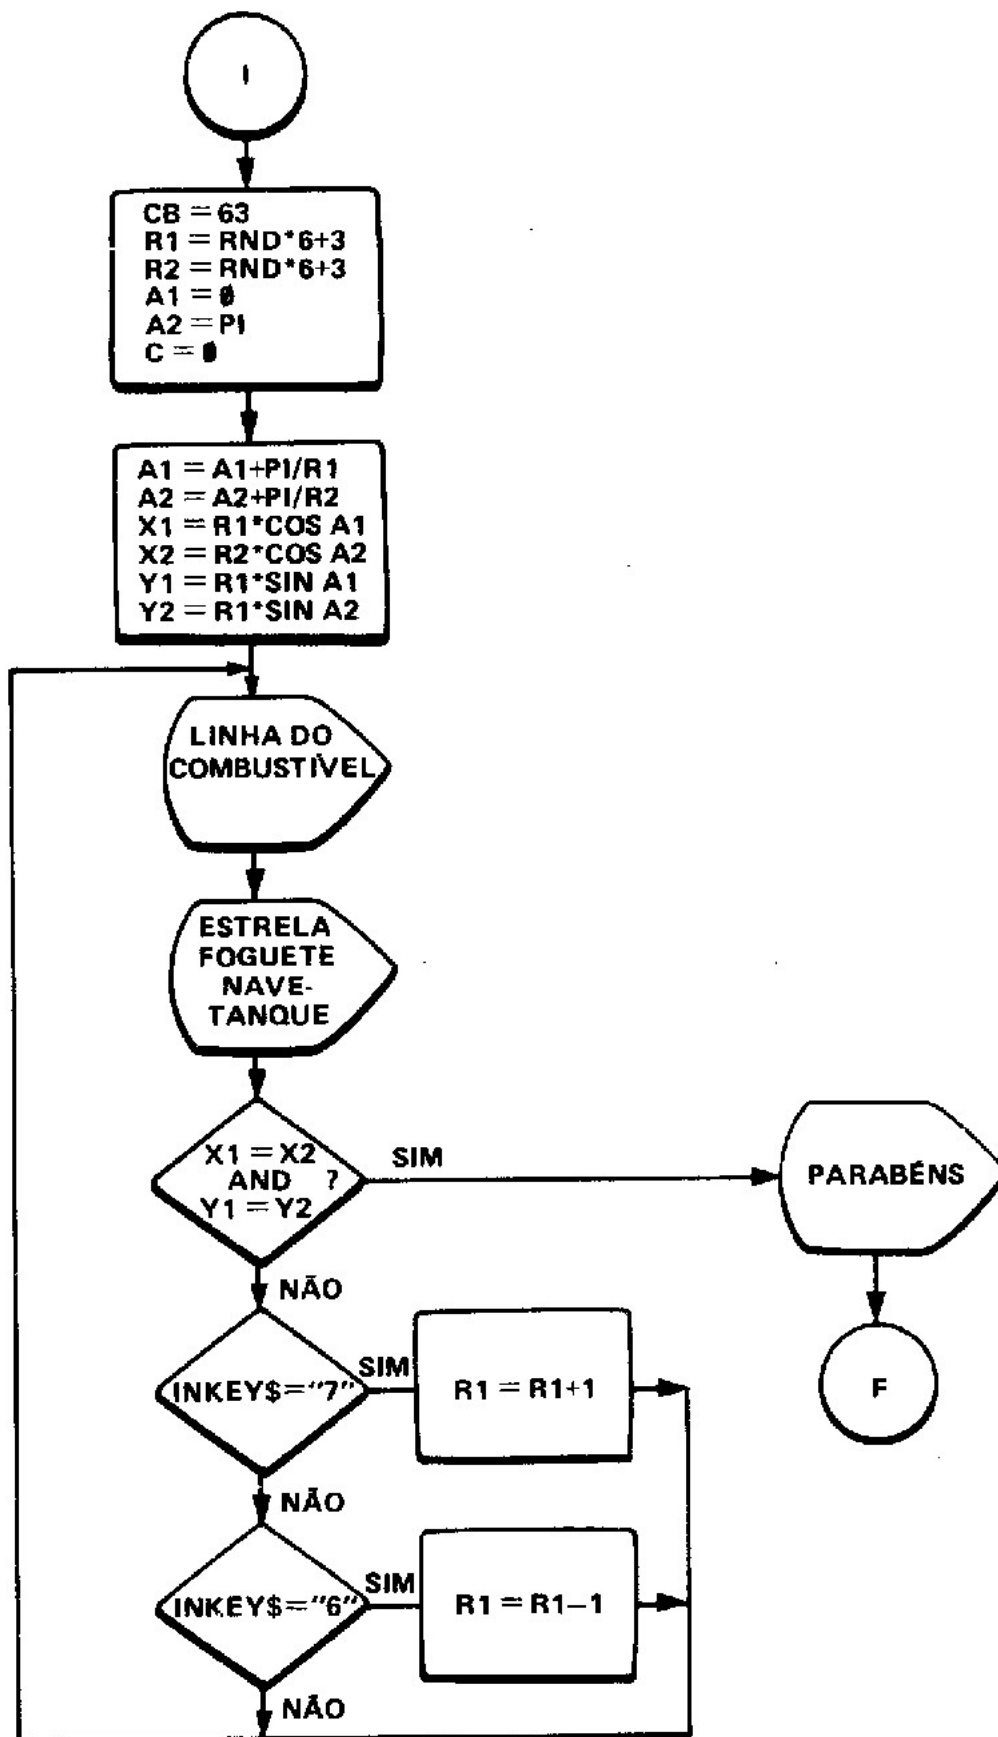 I
CB = 63
R1 = RND*6+3
R2 = RND*6+3
A1 = 0
A2 = PI
C = 0
A1 = A1+PI/R1
A2 = A2+PI/R2
X1 = R1*COS A1
X2 = R2*COS A2
Y1 = R1*SIN A1
Y2 = R1*SIN A2
LINHA DO
COMBUSTÍVEL
ESTRELA
FOGUETE
NAVE-
TANQUE
X1 = X2
AND ?
Y1 = Y2
SIM
PARABÉNS
NÃO
F
INKEY$="7"
SIM
R1 = R1+1
NÃO
INKEY$="6"
SIM
R1 = R1−1
NÃO